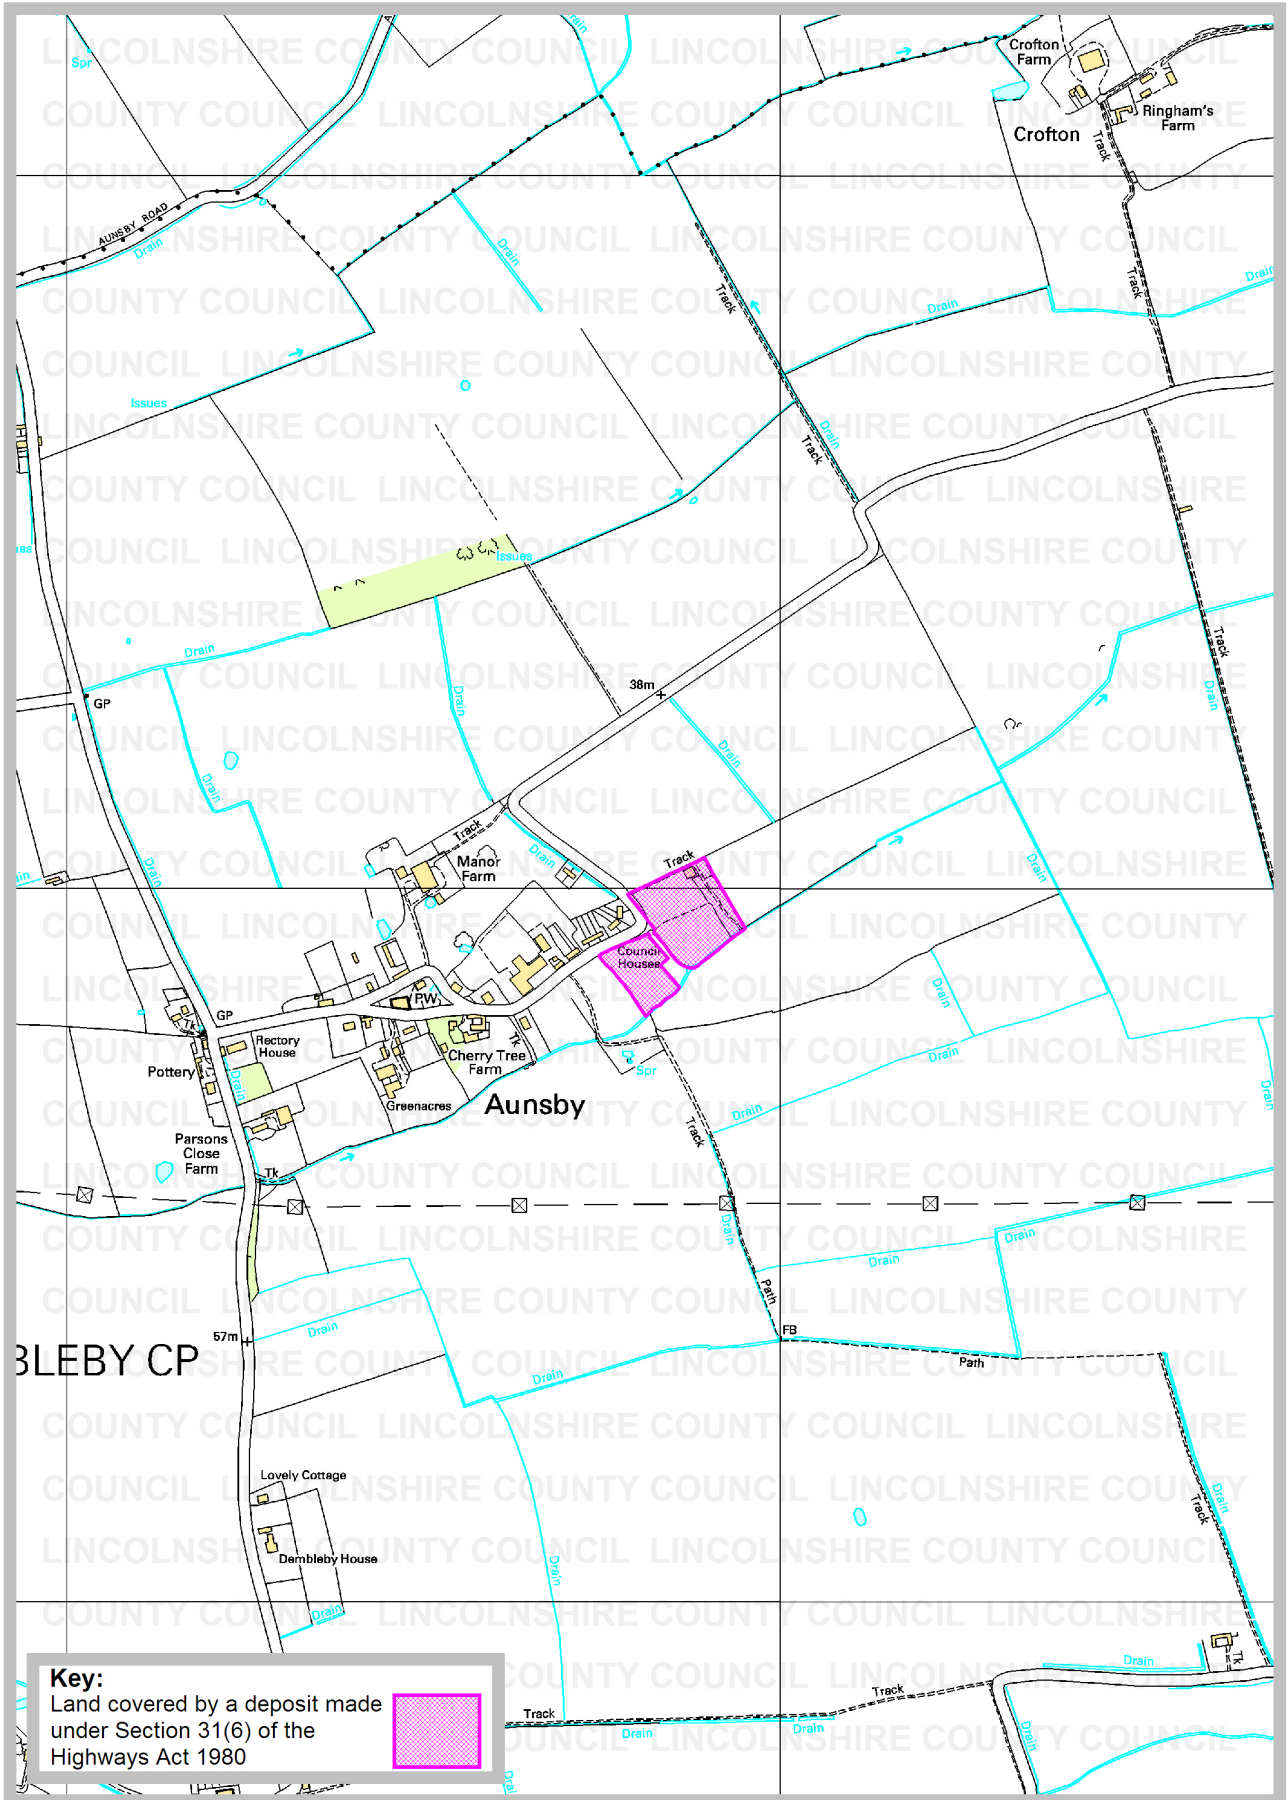 Spr
Drain
Crofton
Farm
Ringham's
Farm
Crofton
Track
AUNSBY ROAD
Drain
Drain
Track
Track
Drain
Drain
Issues
Drain
Track
Issues
Drain
Track
Drain
38m
GP
Drain
Drain
Drain
Track
Manor
Farm
Drain
Track
Drain
Drain
Council
Houses
PW
GP
Tk
Rectory
House
Pottery
Drain
Cherry Tree
Farm
Tk
Spr
Drain
Drain
Drain
Greenacres
Aunsby
Drain
Track
Parsons
Close
Farm
Tk
Drain
Drain
Drain
Path
FB
Path
57m
Drain
BLEBY CP
Drain
Lovely Cottage
Dembleby House
Drain
Drain
Drain
Track
Drain
Tk
Track
Track
Drain
Drain
Drain
Key:
Land covered by a deposit made
under Section 31(6) of the
Highways Act 1980
LINCOLNSHIRE COUNTY COUNCIL